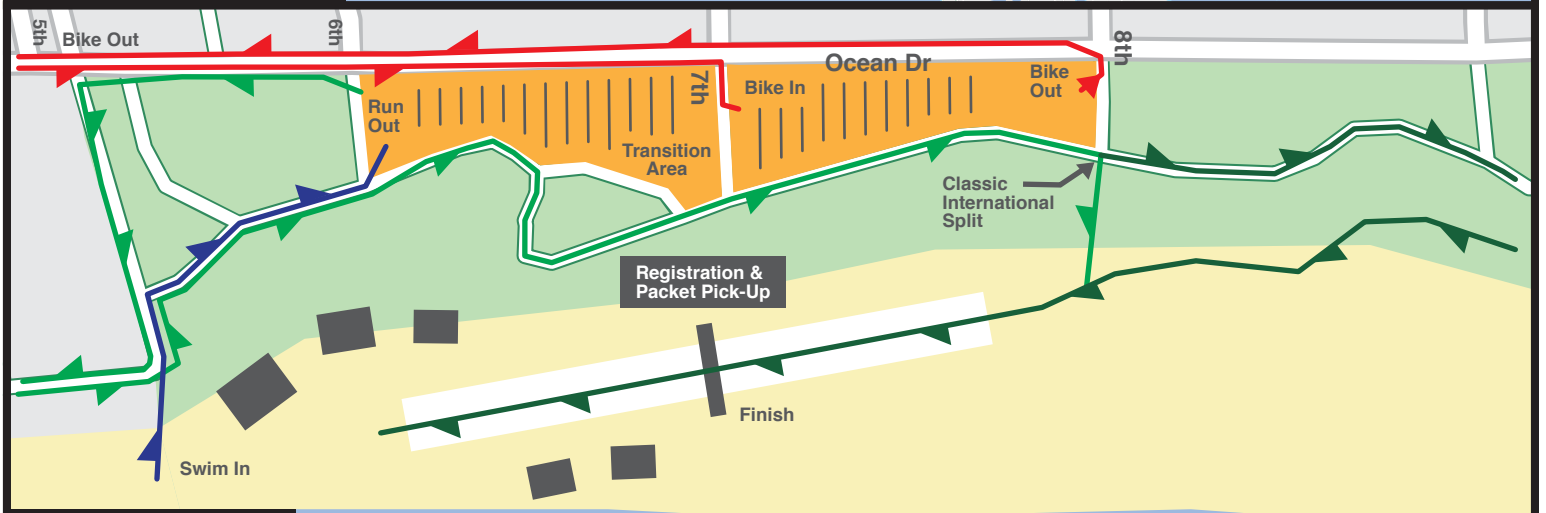 5th
Bike Out
6th
8th
Ocean Dr
7th
Bike In
Bike
Out
Run
Out
Transition
Area
Classic
International
Split
Registration &
Packet Pick-Up
Finish
Swim In